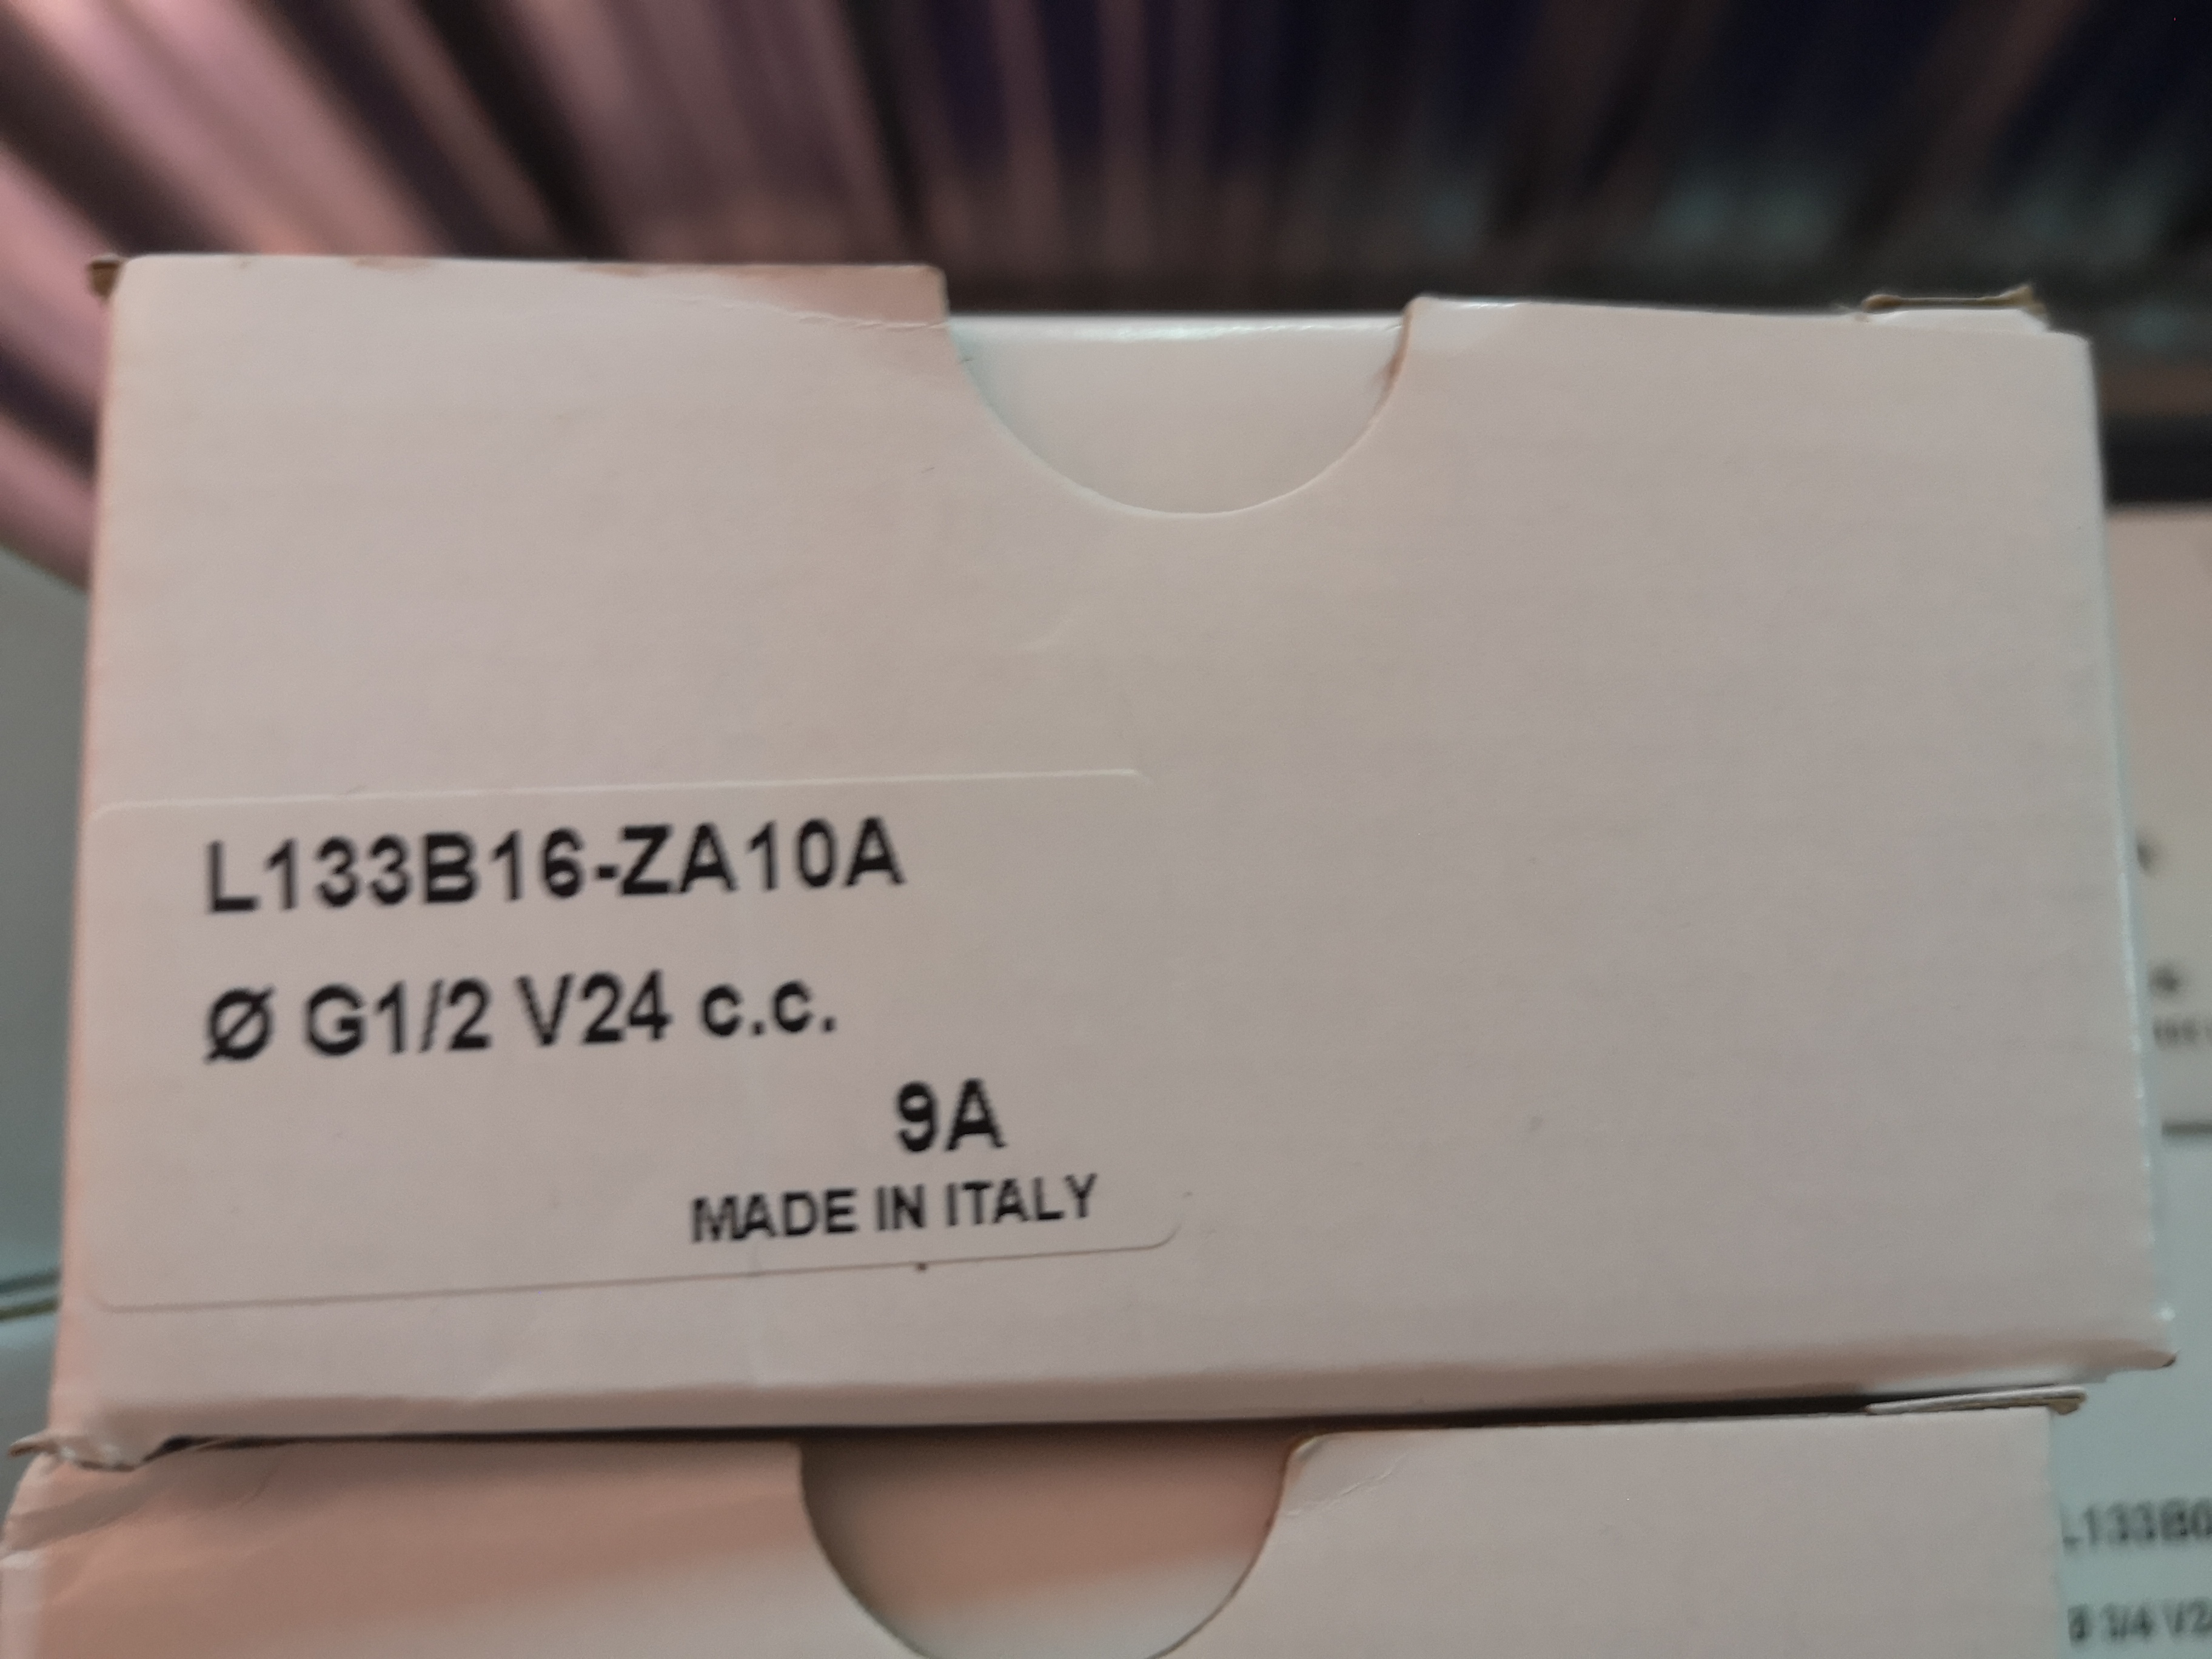 L133B16-ZA10A
Ø G1/2 V24 c.c.
9A
MADE IN ITALY